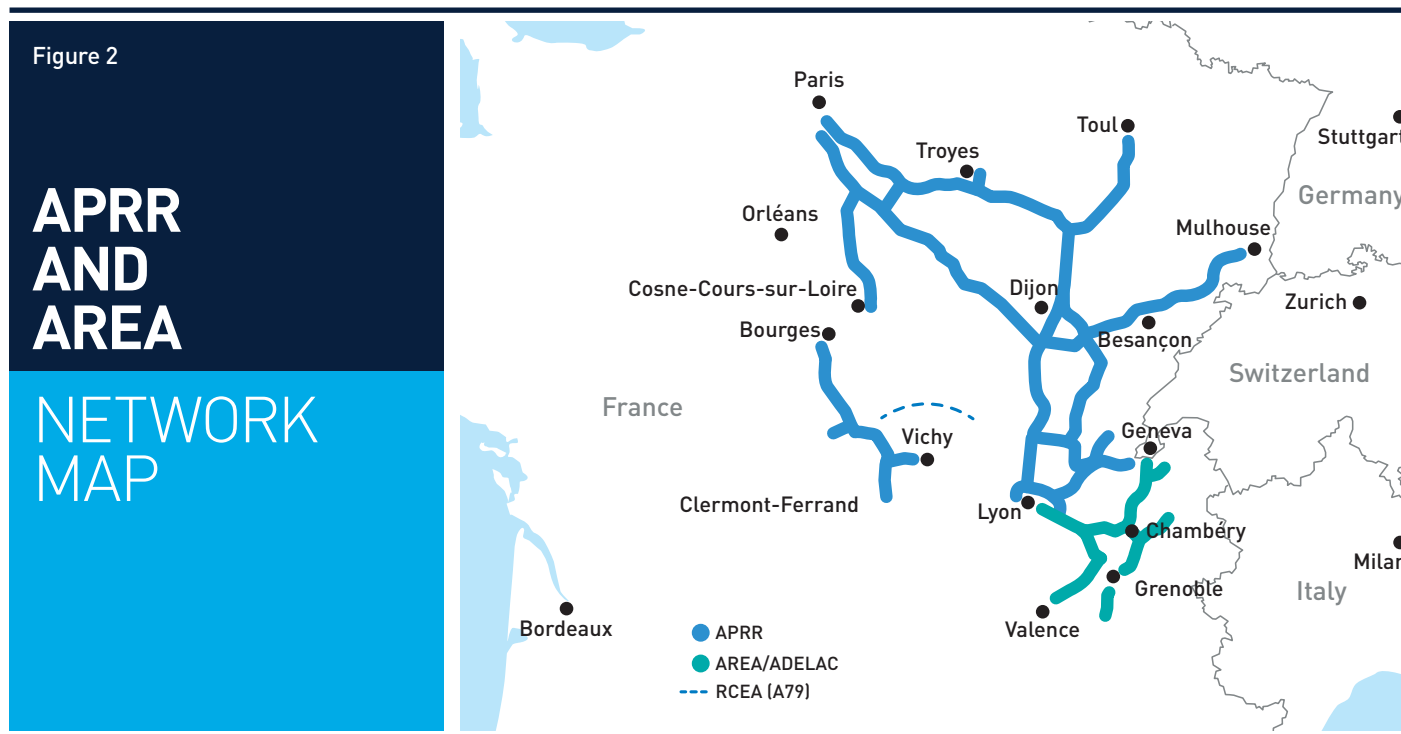 Figure 2
APRR
AND
AREA
NETWORK
MAP
Paris
Toul
Stuttgart
Troyes
Germany
Orléans
Mulhouse
Cosne-Cours-sur-Loire
Dijon
Zurich
Bourges
Besançon
Switzerland
France
Vichy
Geneva
Clermont-Ferrand
Lyon
Chambéry
Milan
Grenoble
Italy
Bordeaux
Valence
APRR
AREA/ADELAC
RCEA (A79)